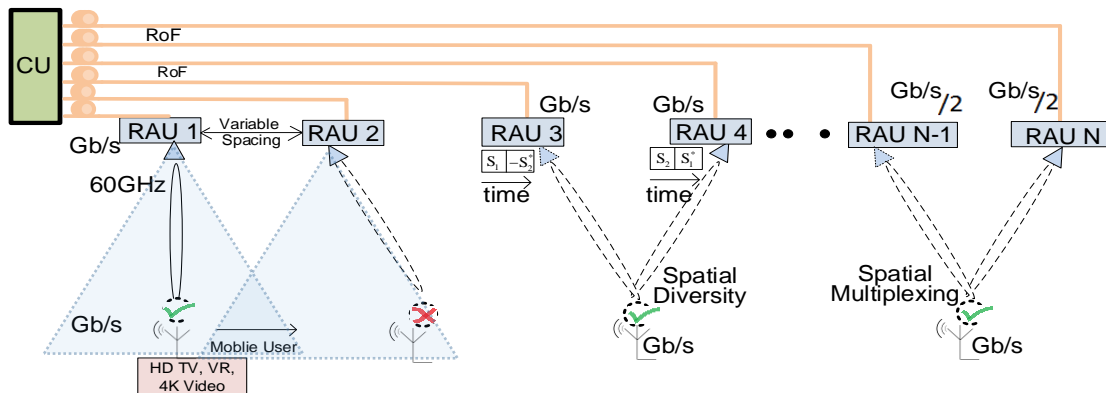 CU
RoF
RoF
RAU 1
Variable
Spacing
RAU 2
RAU 3
RAU 4
RAU N-1
RAU N
Gb/s
Gb/s
Gb/s
Gb/s/2
Gb/s/2
60GHz
S₁ -S₂*
time
S₂ S₁*
time
Gb/s
Moblie User
HD TV, VR,
4K Video
Spatial
Diversity
Gb/s
Spatial
Multiplexing
Gb/s